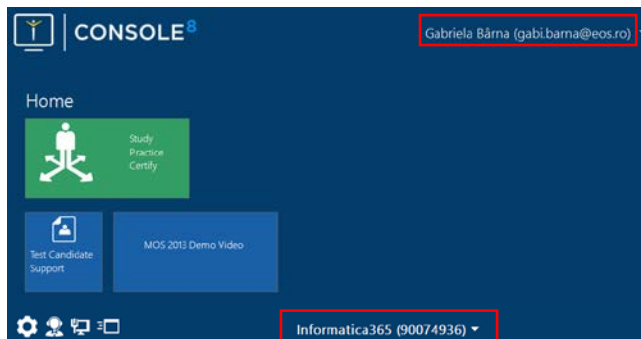 CONSOLE8
Gabriela Bârna (gabi.barna@eos.ro)
Home
Study
Practice
Certify
Test Candidate
Support
MOS 2013 Demo Video
Informatica365 (90074936)